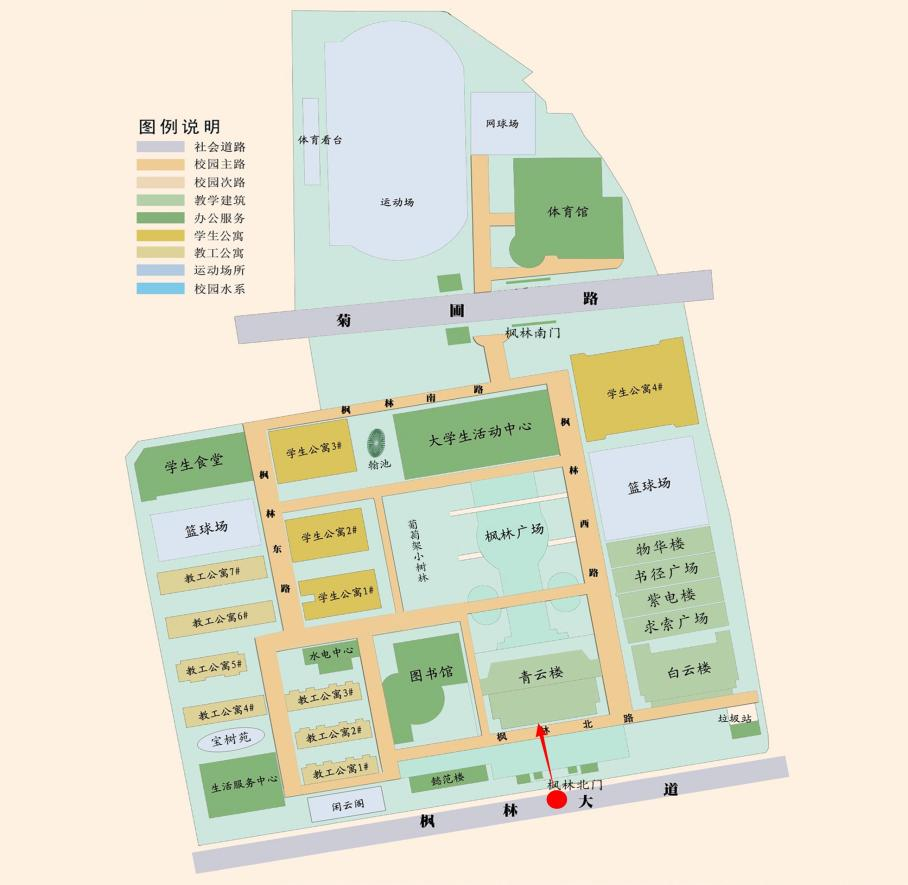 图例说明
社会道路
校园主路
校园次路
教学建筑
办公服务
学生公寓
教工公寓
运动场所
校园水系
体育看台
运动场
网球场
体育馆
菊圃路
枫林南门
枫林南路
学生公寓4#
学生食堂
学生公寓3#
翰池
大学生活动中心
枫林西路
篮球场
枫林东路
篮球场
学生公寓2#
葡萄架小树林
枫林广场
物华楼
书径广场
紫电楼
求索广场
教工公寓7#
学生公寓1#
教工公寓6#
水电中心
图书馆
青云楼
白云楼
教工公寓5#
教工公寓3#
教工公寓4#
宝树苑
教工公寓2#
枫林北路
垃圾站
教工公寓1#
生活服务中心
懿范楼
枫林北门
闲云阁
枫林大道